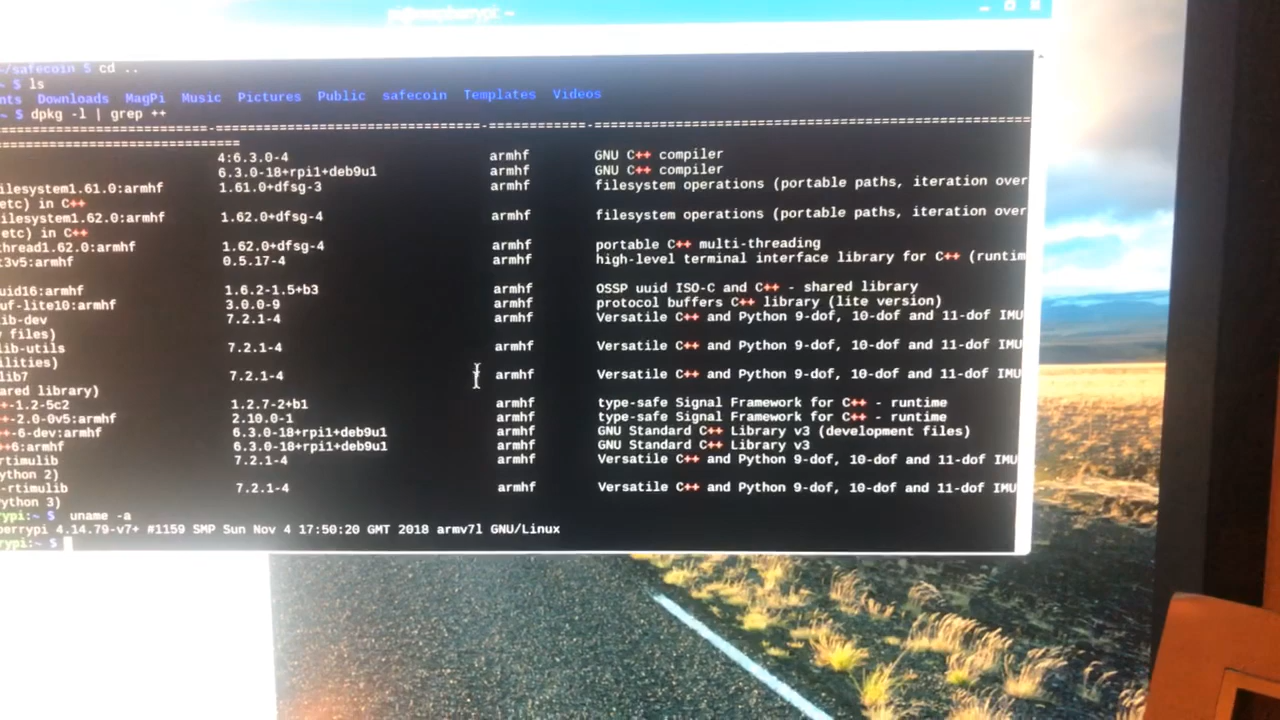 ~/safecoin $ cd ..
~ $ ls
nts Downloads MagPi Music Pictures Public safecoin Templates Videos
~ $ dpkg -l | grep ++
4:6.3.0-4 armhf GNU C++ compiler
6.3.0-18+rpi1+deb9u1 armhf GNU C++ compiler
ilesystem1.61.0:armhf 1.61.0+dfsg-3 armhf filesystem operations (portable paths, iteration over
etc) in C++
ilesystem1.62.0:armhf 1.62.0+dfsg-4 armhf filesystem operations (portable paths, iteration over
etc) in C++
thread1.62.0:armhf 1.62.0+dfsg-4 armhf portable C++ multi-threading
t3v5:armhf 0.5.17-4 armhf high-level terminal interface library for C++ (runtim
uid16:armhf 1.6.2-1.5+b3 armhf OSSP uuid ISO-C and C++ - shared library
uf-lite10:armhf 3.0.0-9 armhf protocol buffers C++ library (lite version)
ib-dev 7.2.1-4 armhf Versatile C++ and Python 9-dof, 10-dof and 11-dof IMU
files)
lib-utils 7.2.1-4 armhf Versatile C++ and Python 9-dof, 10-dof and 11-dof IMU
ilities)
lib7 7.2.1-4 armhf Versatile C++ and Python 9-dof, 10-dof and 11-dof IMU
ared library)
++-1.2-5c2 1.2.7-2+b1 armhf type-safe Signal Framework for C++ - runtime
++-2.0-0v5:armhf 2.10.0-1 armhf type-safe Signal Framework for C++ - runtime
++-6-dev:armhf 6.3.0-18+rpi1+deb9u1 armhf GNU Standard C++ Library v3 (development files)
++6:armhf 6.3.0-18+rpi1+deb9u1 armhf GNU Standard C++ Library v3
rtimulib 7.2.1-4 armhf Versatile C++ and Python 9-dof, 10-dof and 11-dof IMU
ython 2)
-rtimulib 7.2.1-4 armhf Versatile C++ and Python 9-dof, 10-dof and 11-dof IMU
ython 3)
rypi:~ $ uname -a
berrypi 4.14.79-v7+ #1159 SMP Sun Nov 4 17:50:20 GMT 2018 armv7l GNU/Linux
rypi:~ $